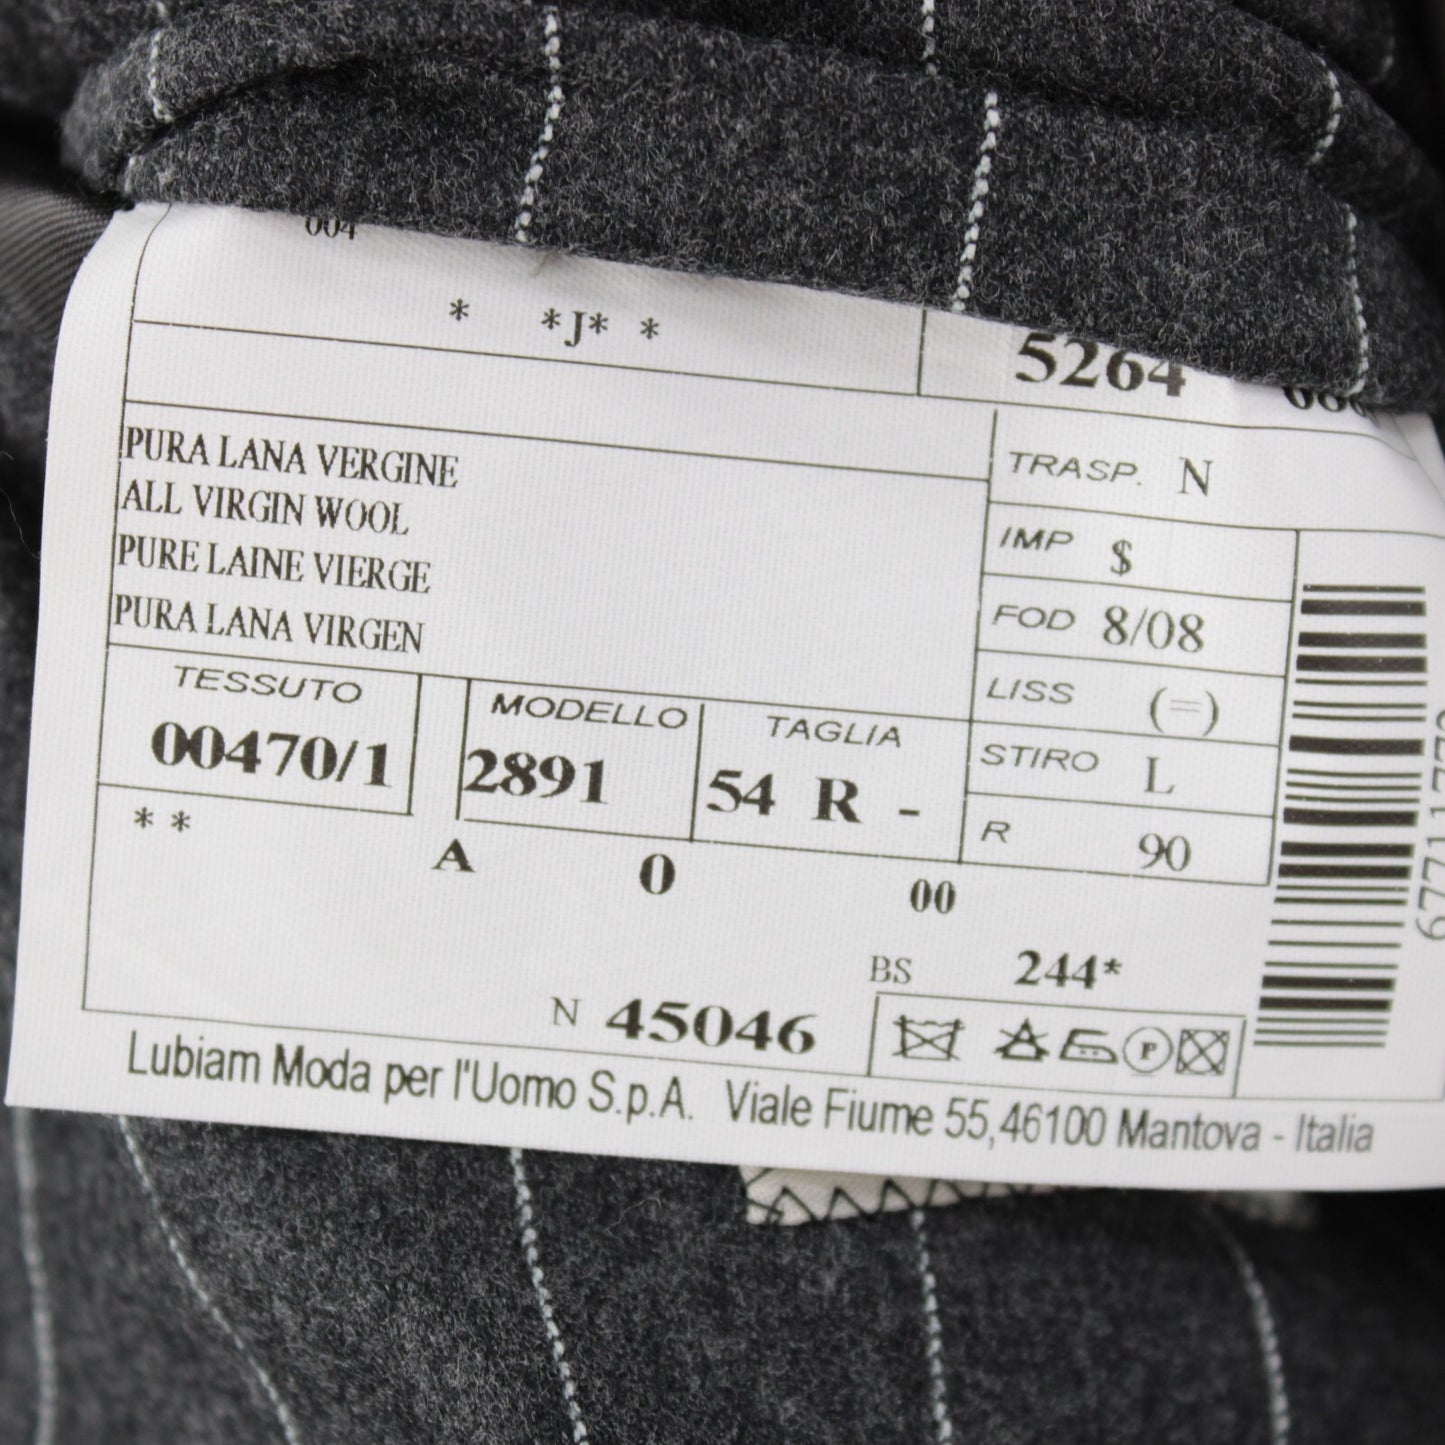 004
* *J* *
5264
PURA LANA VERGINE
ALL VIRGIN WOOL
PURE LAINE VIERGE
PURA LANA VIRGEN
TRASP. N
IMP $
FOD 8/08
LISS (=)
STIRO L
R 90
TESSUTO
00470/1
MODELLO
2891
TAGLIA
54 R -
* *
A 0 00
BS 244*
N 45046
P
Lubiam Moda per l'Uomo S.p.A. Viale Fiume 55,46100 Mantova - Italia